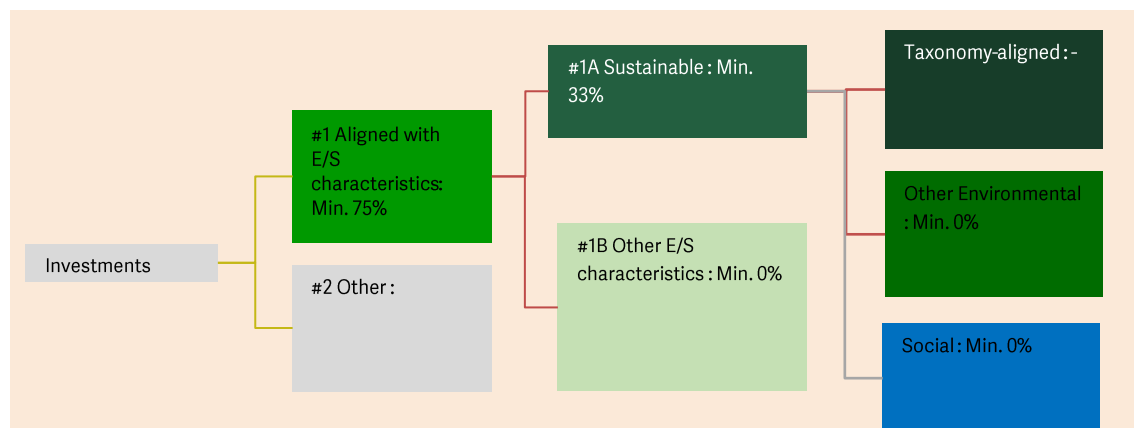 Investments
#1 Aligned with
E/S
characteristics:
Min. 75%
#2 Other :
#1A Sustainable : Min.
33%
#1B Other E/S
characteristics : Min. 0%
Taxonomy-aligned : -
Other Environmental
: Min. 0%
Social : Min. 0%